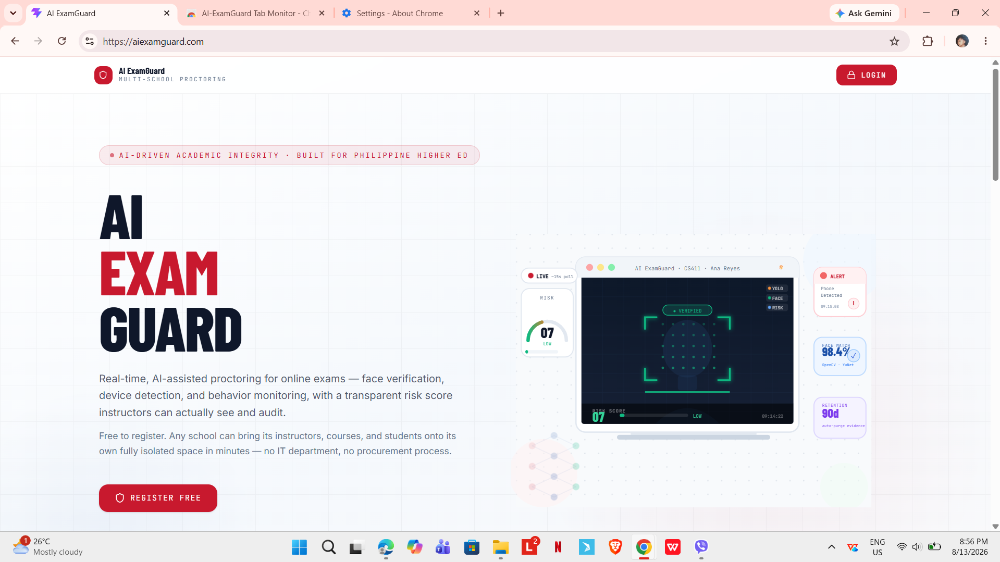 AI ExamGuard
AI-ExamGuard Tab Monitor - Ch
Settings - About Chrome
Ask Gemini
https://aiexamguard.com
AI ExamGuard
MULTI-SCHOOL PROCTORING
LOGIN
AI-DRIVEN ACADEMIC INTEGRITY · BUILT FOR PHILIPPINE HIGHER ED
AI
EXAM
GUARD
Real-time, AI-assisted proctoring for online exams — face verification,
device detection, and behavior monitoring, with a transparent risk score
instructors can actually see and audit.
Free to register. Any school can bring its instructors, courses, and students onto its
own fully isolated space in minutes — no IT department, no procurement process.
REGISTER FREE
LIVE ~15s poll
RISK
07
LOW
AI ExamGuard · CS411 · Ana Reyes
YOLO
FACE
RISK
VERIFIED
RISK SCORE
07
LOW
09:14:22
ALERT
Phone
Detected
09:15:08
!
FACE MATCH
98.4%
OpenCV · YuNet
RETENTION
90d
auto-purge evidence
1
26°C
Mostly cloudy
2
ENG
US
8:56 PM
8/13/2026